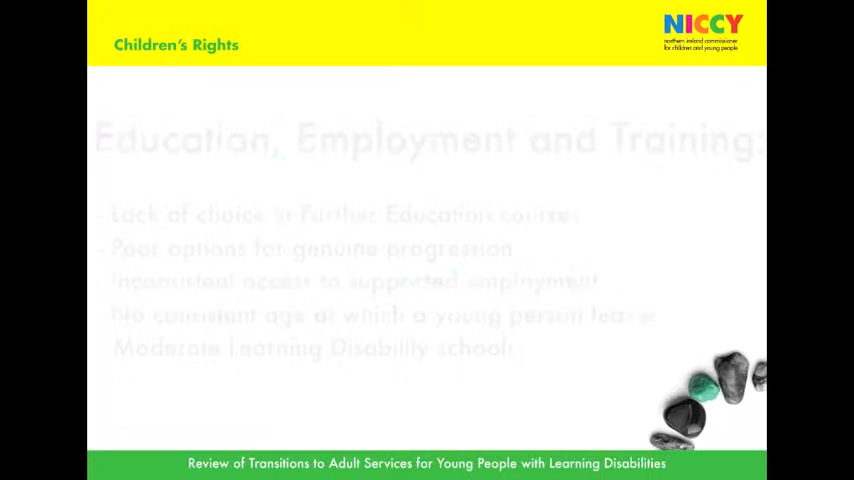 Children's Rights
NICCY
northern ireland commissioner
for children and young people
Education, Employment and Training:
- Lack of choice in Further Education courses
- Poor options for genuine progression
- Inconsistent access to supported employment
- No consistent age at which a young person leaves
Moderate Learning Disability schools
Review of Transitions to Adult Services for Young People with Learning Disabilities